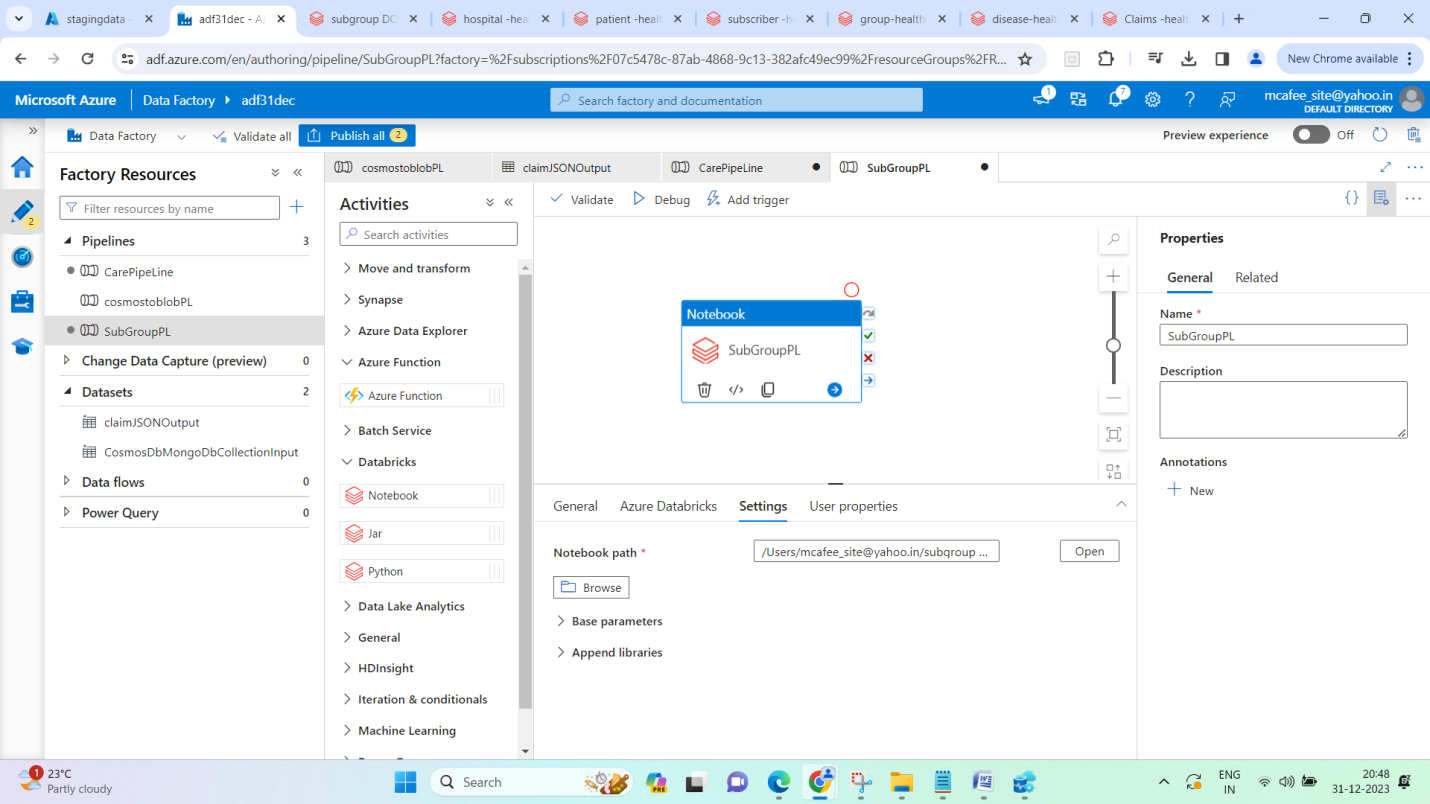 stagingdata -
adf31dec - Az
subgroup DO
hospital -hea
patient -healt
subscriber -h
group-health
disease-healt
Claims -healt
adf.azure.com/en/authoring/pipeline/SubGroupPL?factory=%2Fsubscriptions%2F07c5478c-87ab-4868-9c13-382afc49ec99%2FresourceGroups%2FR...
New Chrome available
Microsoft Azure
Data Factory
adf31dec
Search factory and documentation
1
7
mcafee_site@yahoo.in
DEFAULT DIRECTORY
Data Factory
Validate all
Publish all 2
Preview experience
Off
2
Factory Resources
Filter resources by name
Pipelines 3
CarePipeLine
cosmostoblobPL
SubGroupPL
Change Data Capture (preview) 0
Datasets 2
claimJSONOutput
CosmosDbMongoDbCollectionInput
Data flows 0
Power Query 0
cosmostoblobPL
claimJSONOutput
CarePipeLine
SubGroupPL
Activities
Search activities
Move and transform
Synapse
Azure Data Explorer
Azure Function
Azure Function
Batch Service
Databricks
Notebook
Jar
Python
Data Lake Analytics
General
HDInsight
Iteration & conditionals
Machine Learning
Validate
Debug
Add trigger
Notebook
SubGroupPL
General
Azure Databricks
Settings
User properties
Notebook path *
/Users/mcafee_site@yahoo.in/subgroup ...
Open
Browse
Base parameters
Append libraries
Properties
General
Related
Name *
SubGroupPL
Description
Annotations
New
1
23°C
Partly cloudy
Search
PRE
ENG
IN
20:48
31-12-2023